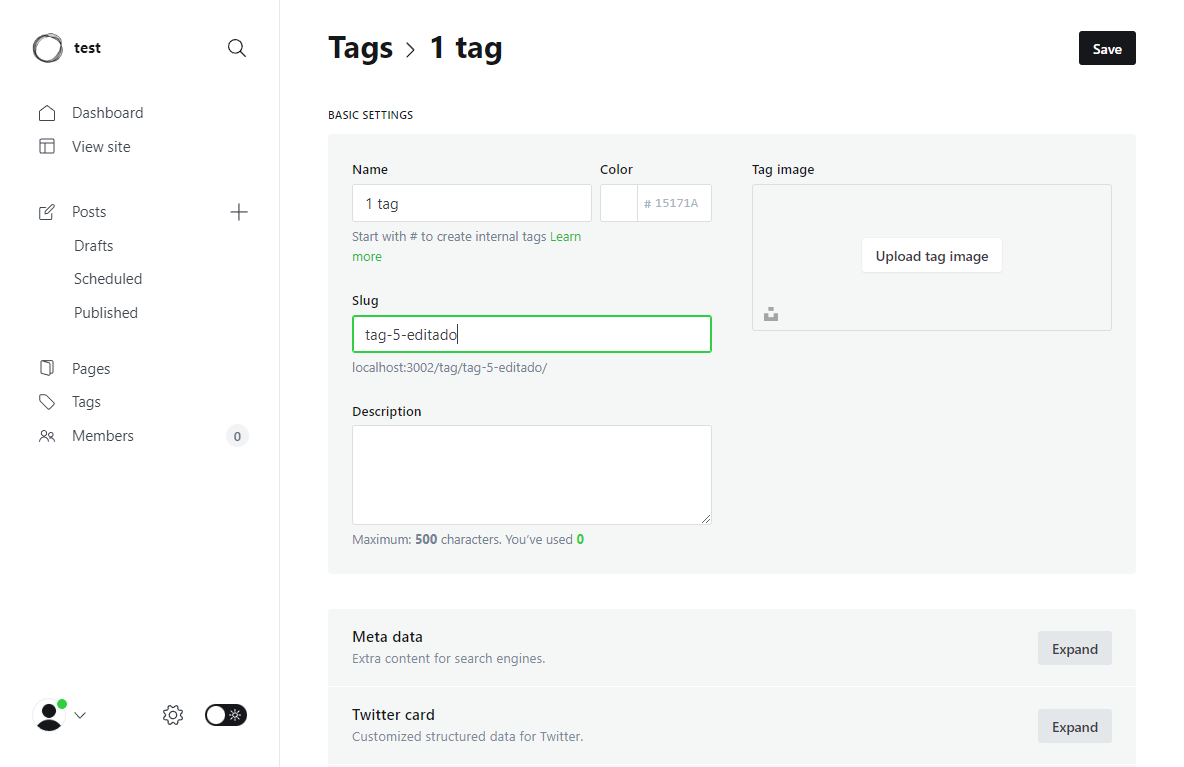 test
Dashboard
View site
Posts
Drafts
Scheduled
Published
Pages
Tags
Members 0
Tags > 1 tag
Save
BASIC SETTINGS
Name
1 tag
Start with # to create internal tags Learn
more
Color
# 15171A
Slug
tag-5-editado
localhost:3002/tag/tag-5-editado/
Description
Maximum: 500 characters. You’ve used 0
Tag image
Upload tag image
Meta data
Extra content for search engines.
Expand
Twitter card
Customized structured data for Twitter.
Expand